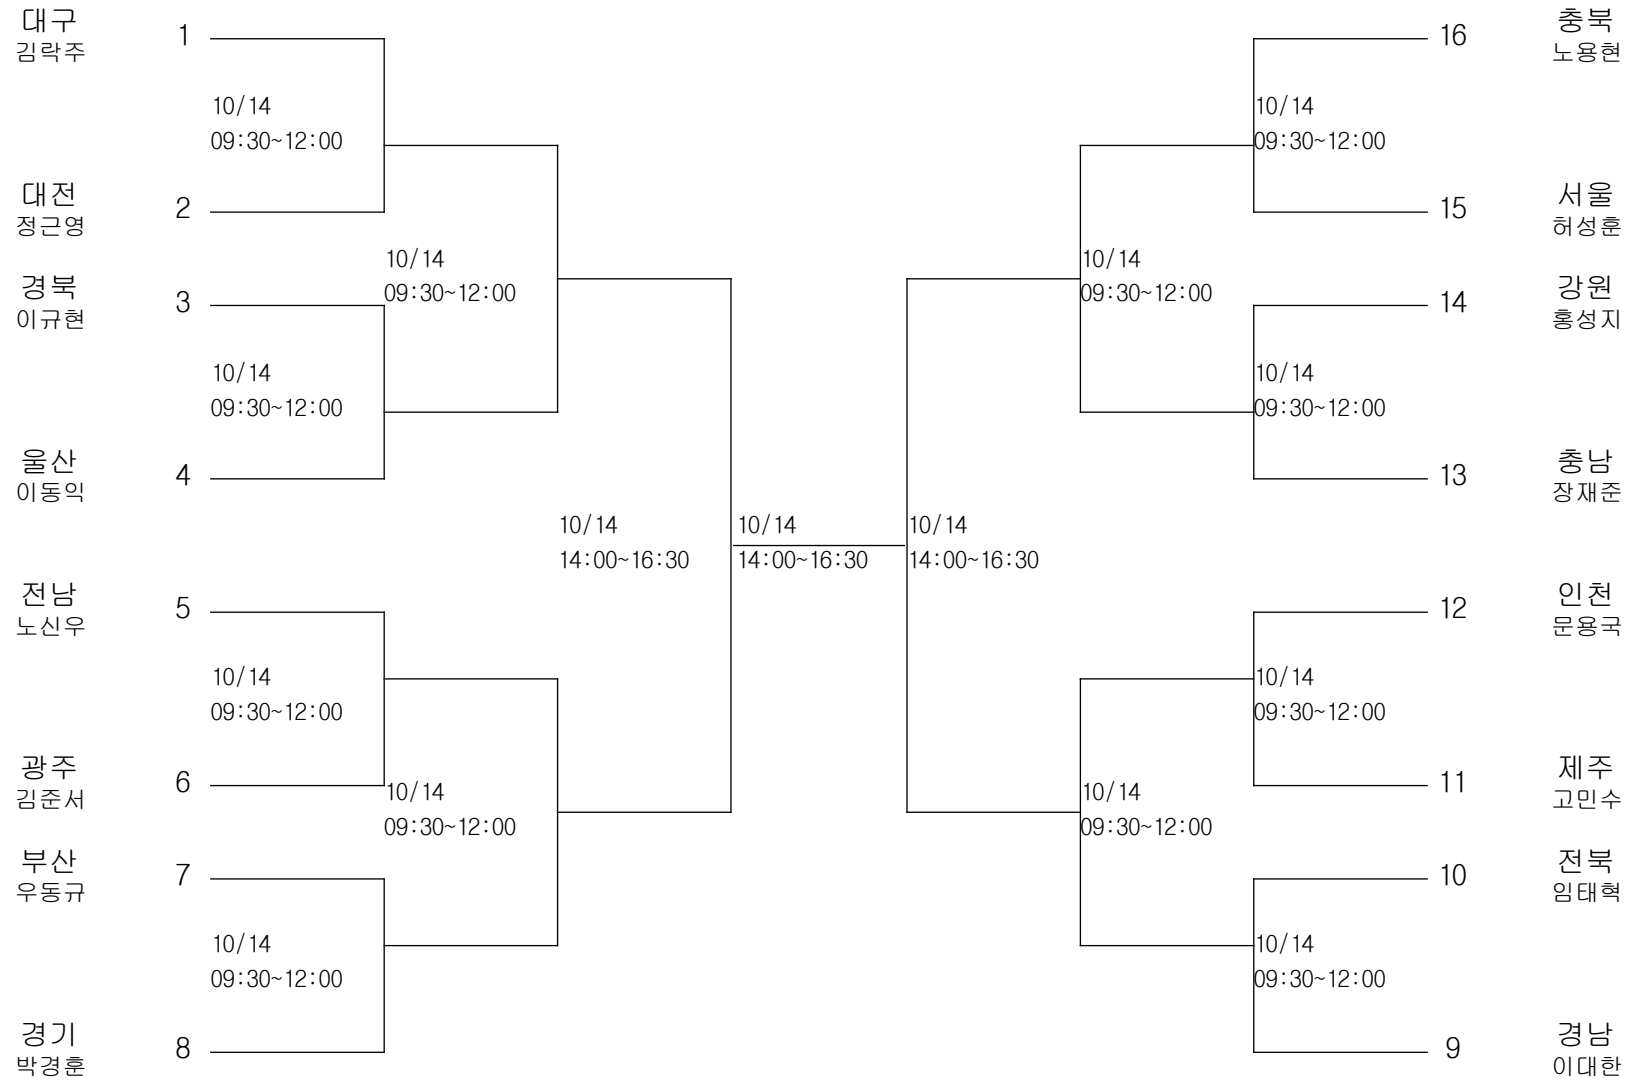 대구
김락주
1
10/14
09:30~12:00
대전
정근영
2
10/14
09:30~12:00
경북
이규현
3
10/14
09:30~12:00
울산
이동익
4
전남
노신우
5
10/14
09:30~12:00
광주
김준서
6
10/14
09:30~12:00
부산
우동규
7
10/14
09:30~12:00
경기
박경훈
8
10/14
14:00~16:30
10/14
14:00~16:30
10/14
14:00~16:30
16
충북
노용현
10/14
09:30~12:00
15
서울
허성훈
10/14
09:30~12:00
14
강원
홍성지
10/14
09:30~12:00
13
충남
장재준
12
인천
문용국
10/14
09:30~12:00
11
제주
고민수
10/14
09:30~12:00
10
전북
임태혁
10/14
09:30~12:00
9
경남
이대한